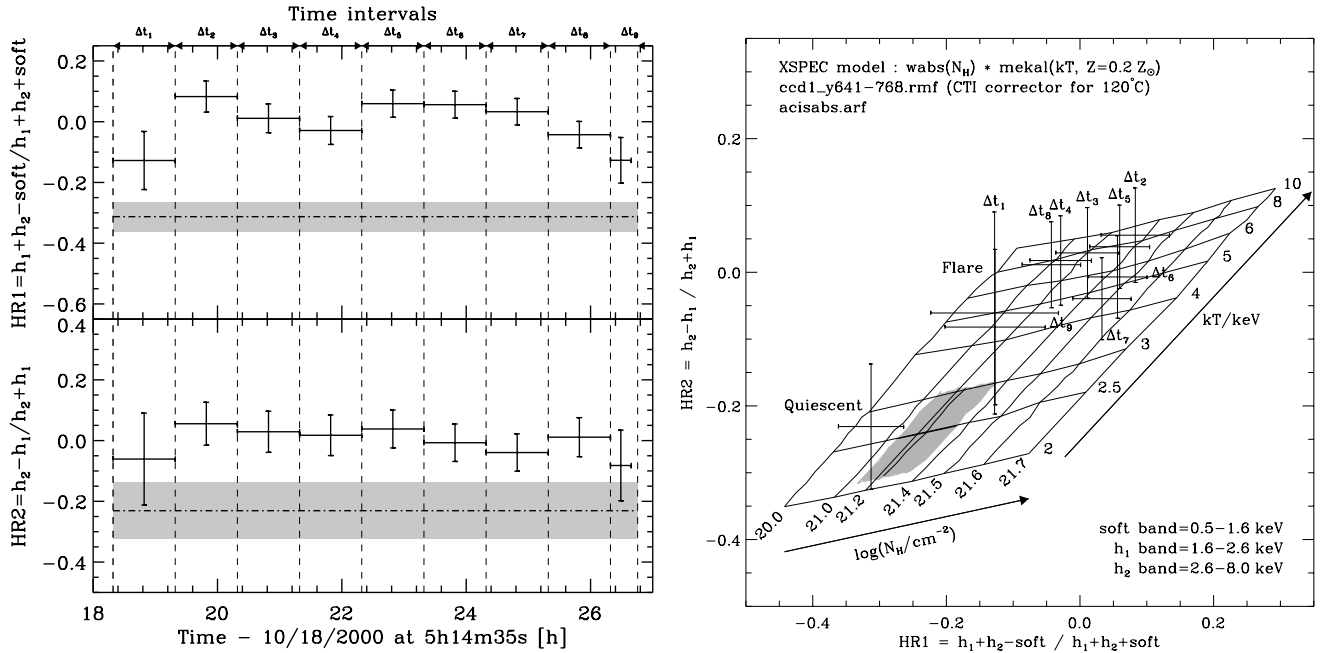 Time intervals
Δt₁ Δt₂ Δt₃ Δt₄ Δt₅ Δt₆ Δt₇ Δt₈ Δt₉
HR1=h₁+h₂−soft/h₁+h₂+soft
0.2
0.0
−0.2
−0.4
−0.6
HR2=h₂−h₁/h₂+h₁
0.4
0.2
0.0
−0.2
−0.4
18 20 22 24 26
Time − 10/18/2000 at 5h14m35s [h]
XSPEC model : wabs(N_H) * mekal(kT, Z=0.2 Z☉)
ccd1_y641−768.rmf (CTI corrector for 120°C)
acisabs.arf
HR2 = h₂−h₁ / h₂+h₁
0.2
0.0
−0.2
−0.4
Δt₂
Δt₁
Δt₈
Δt₄
Δt₃
Δt₅
Δt₆
Δt₉
Δt₇
Flare
Quiescent
10
8
6
5
4
3
2.5
2
kT/keV
20.0
21.0
21.2
21.4
21.5
21.6
21.7
log(N_H/cm⁻²)
soft band=0.5−1.6 keV
h₁ band=1.6−2.6 keV
h₂ band=2.6−8.0 keV
−0.4 −0.2 0.0 0.2
HR1 = h₁+h₂−soft / h₁+h₂+soft